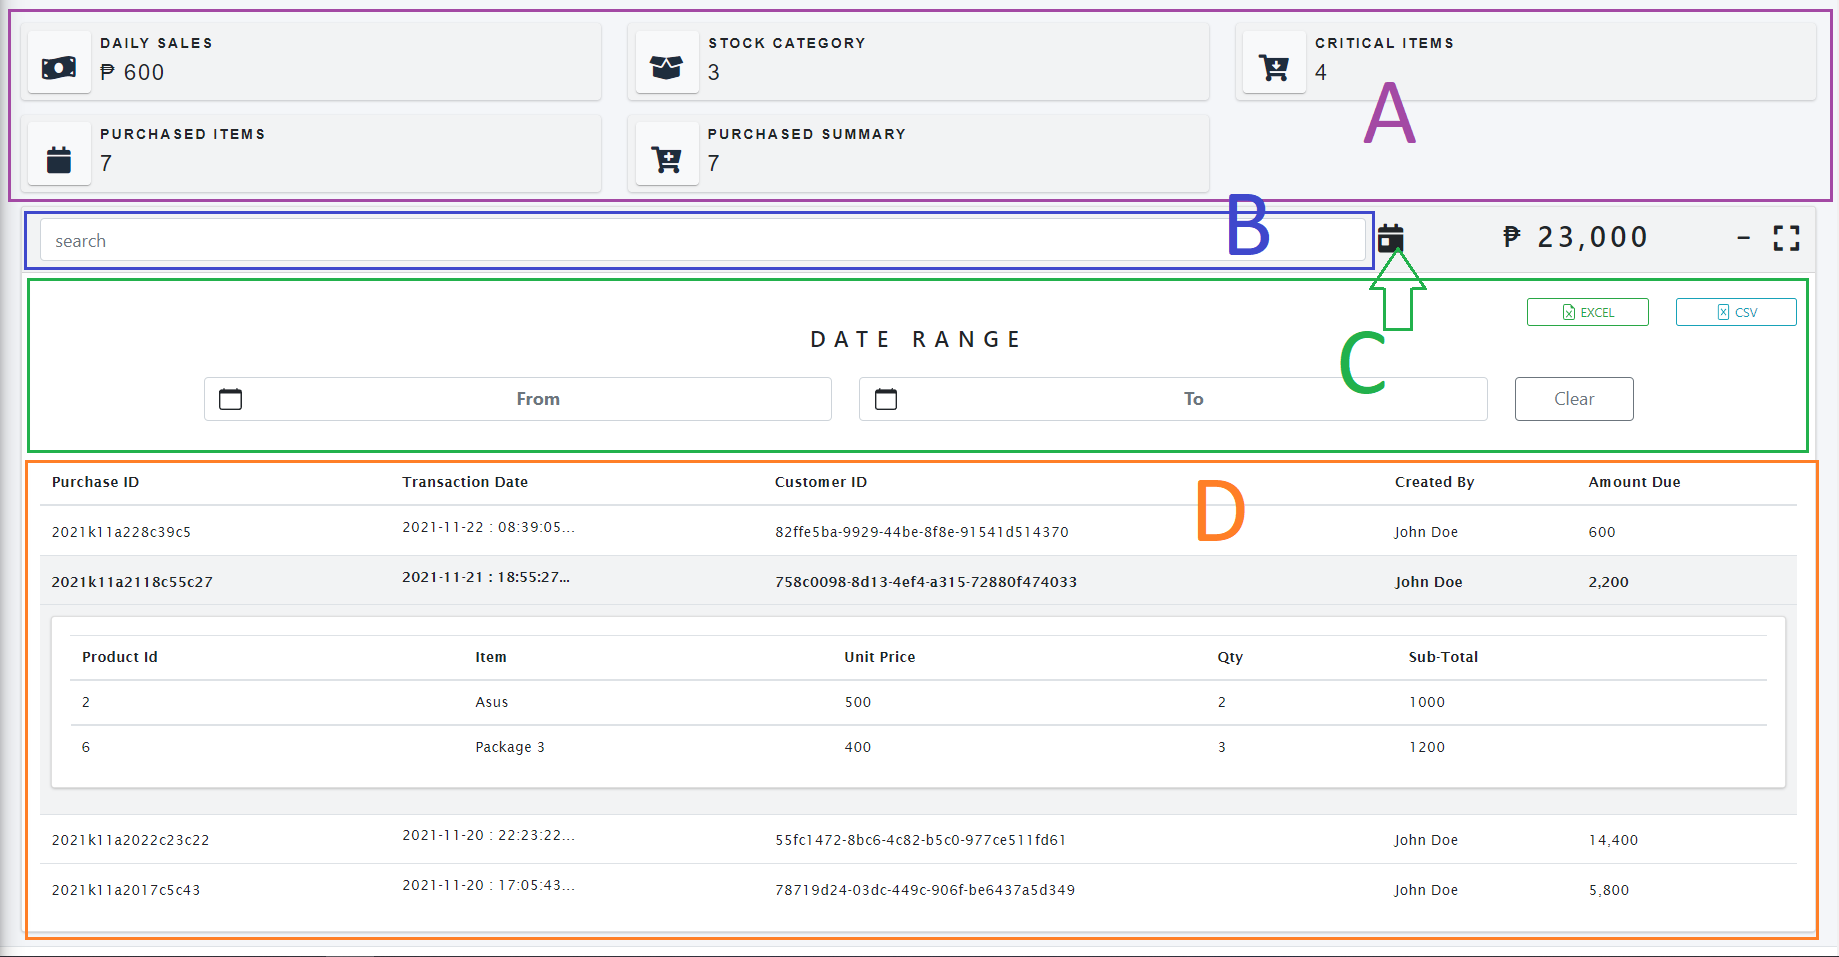 DAILY SALES
₱ 600
STOCK CATEGORY
3
CRITICAL ITEMS
4
A
PURCHASED ITEMS
7
PURCHASED SUMMARY
7
search
B
₱ 23,000
EXCEL
CSV
DATE RANGE
C
From
To
Clear
Purchase ID Transaction Date Customer ID Created By Amount Due
D
2021k11a228c39c5 2021-11-22 : 08:39:05... 82ffe5ba-9929-44be-8f8e-91541d514370 John Doe 600
2021k11a2118c55c27 2021-11-21 : 18:55:27... 758c0098-8d13-4ef4-a315-72880f474033 John Doe 2,200
Product Id Item Unit Price Qty Sub-Total
2 Asus 500 2 1000
6 Package 3 400 3 1200
2021k11a2022c23c22 2021-11-20 : 22:23:22... 55fc1472-8bc6-4c82-b5c0-977ce511fd61 John Doe 14,400
2021k11a2017c5c43 2021-11-20 : 17:05:43... 78719d24-03dc-449c-906f-be6437a5d349 John Doe 5,800